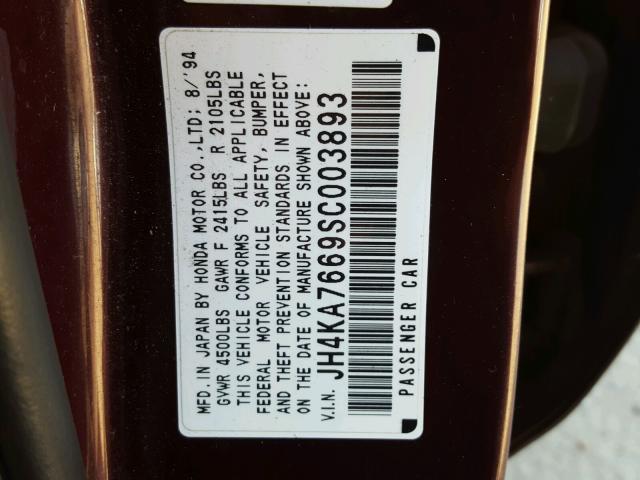 MFD. IN JAPAN BY HONDA MOTOR CO.,LTD; 8/'94
GVWR 4500LBS GAWR F 2415LBS R 2105LBS
THIS VEHICLE CONFORMS TO ALL APPLICABLE
FEDERAL MOTOR VEHICLE SAFETY, BUMPER,
AND THEFT PREVENTION STANDARDS IN EFFECT
ON THE DATE OF MANUFACTURE SHOWN ABOVE:
V.I.N. JH4KA7669SC003893
PASSENGER CAR